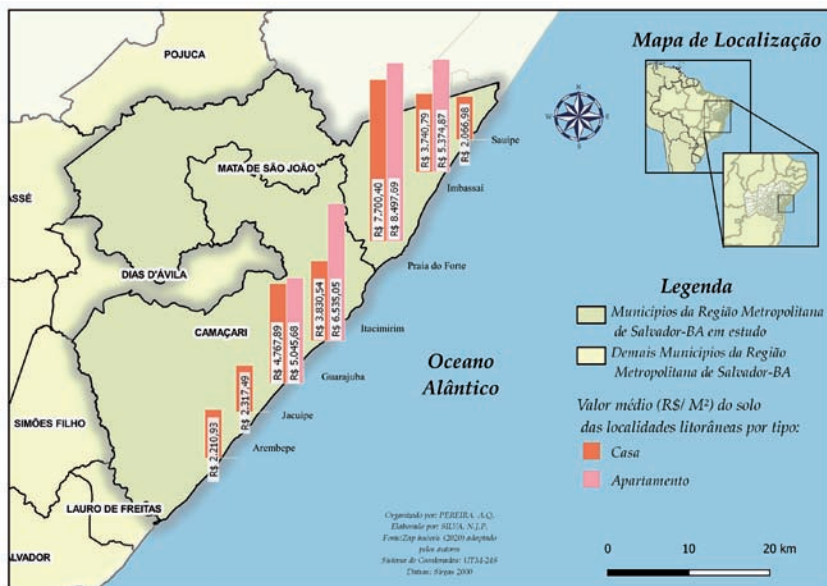 POJUCA
ASSÉ
MATA DE SÃO JOÃO
DIAS D'ÁVILA
CAMAÇARI
SIMÕES FILHO
LAURO DE FREITAS
ALVADOR
R$ 7.700,40
R$ 8.497,69
R$ 3.740,79
R$ 5.374,87
R$ 2.066,98
R$ 3.830,54
R$ 6.535,05
R$ 4.767,89
R$ 5.045,68
R$ 2.317,49
R$ 2.210,93
Sauipe
Imbassaí
Praia do Forte
Itacimirim
Guarajuba
Jacuípe
Arembepe
Oceano
Alântico
N
W
E
S
Mapa de Localização
Legenda
Municípios da Região Metropolitana
de Salvador-BA em estudo
Demais Municípios da Região
Metropolitana de Salvador-BA
Valor médio (R$/ M²) do solo
das localidades litorâneas por tipo:
Casa
Apartamento
Organizado por: PEREIRA, A.Q.
Elaborado por: SILVA, N.J.P.
(2020) adaptado
pelos autores
Sistema de Coordenadas: UTM-24S
Datum: Sirgas 2000
0 10 20 km